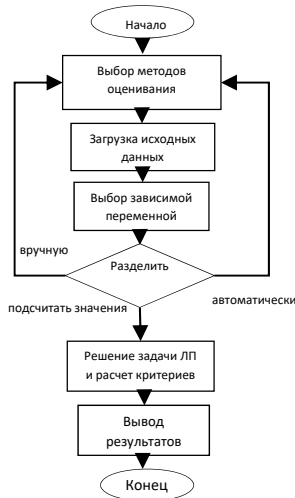 Начало
Выбор методов
оценивания
Загрузка исходных
данных
Выбор зависимой
переменной
вручную
Разделить
подсчитать значения
автоматически
Решение задачи ЛП
и расчет критериев
Вывод
результатов
Конец